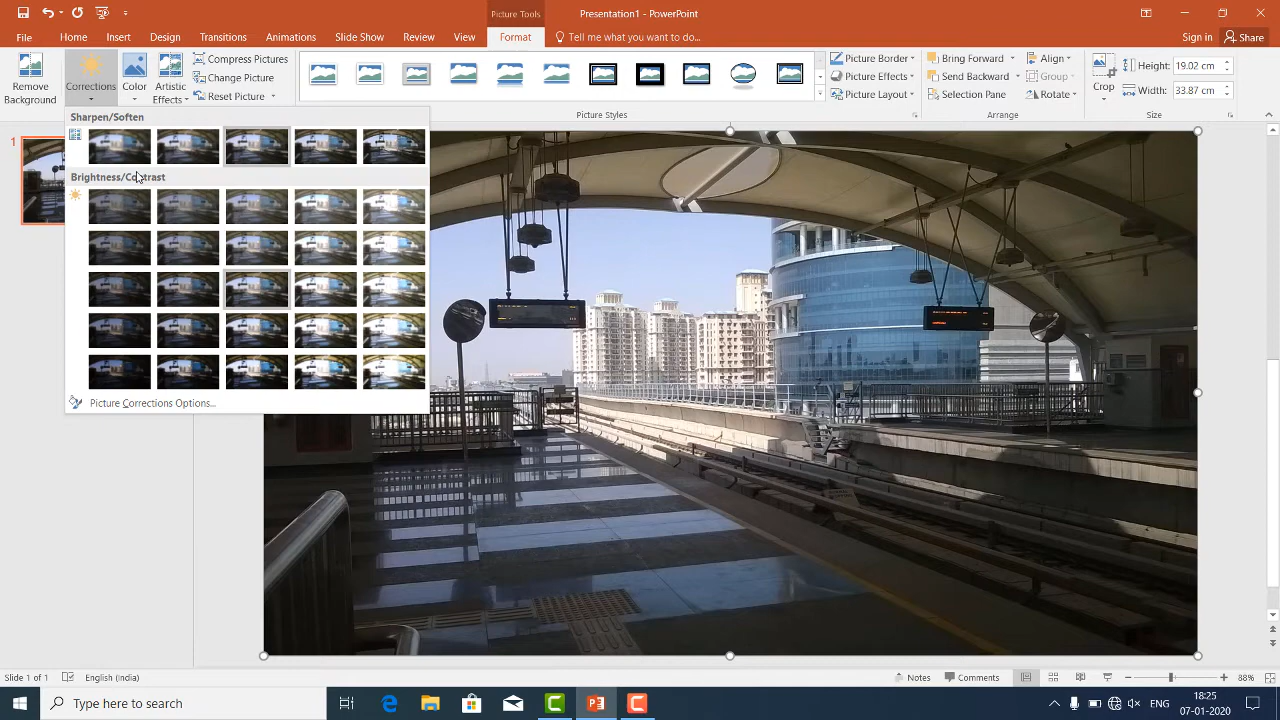 Picture Tools
Presentation1 - PowerPoint
File Home Insert Design Transitions Animations Slide Show Review View Format Tell me what you want to do... Sign in Share
Remove Background
Corrections
Color
Artistic Effects
Compress Pictures
Change Picture
Reset Picture
Picture Border
Picture Effects
Picture Layout
Bring Forward
Send Backward
Selection Pane
Align
Group
Rotate
Crop
Height: 19.02 cm
Width: 33.87 cm
Picture Styles
Arrange
Size
Sharpen/Soften
Brightness/Contrast
Picture Corrections Options...
1
Slide 1 of 1 English (India) Notes Comments 88%
Type here to search
18:25
07-01-2020